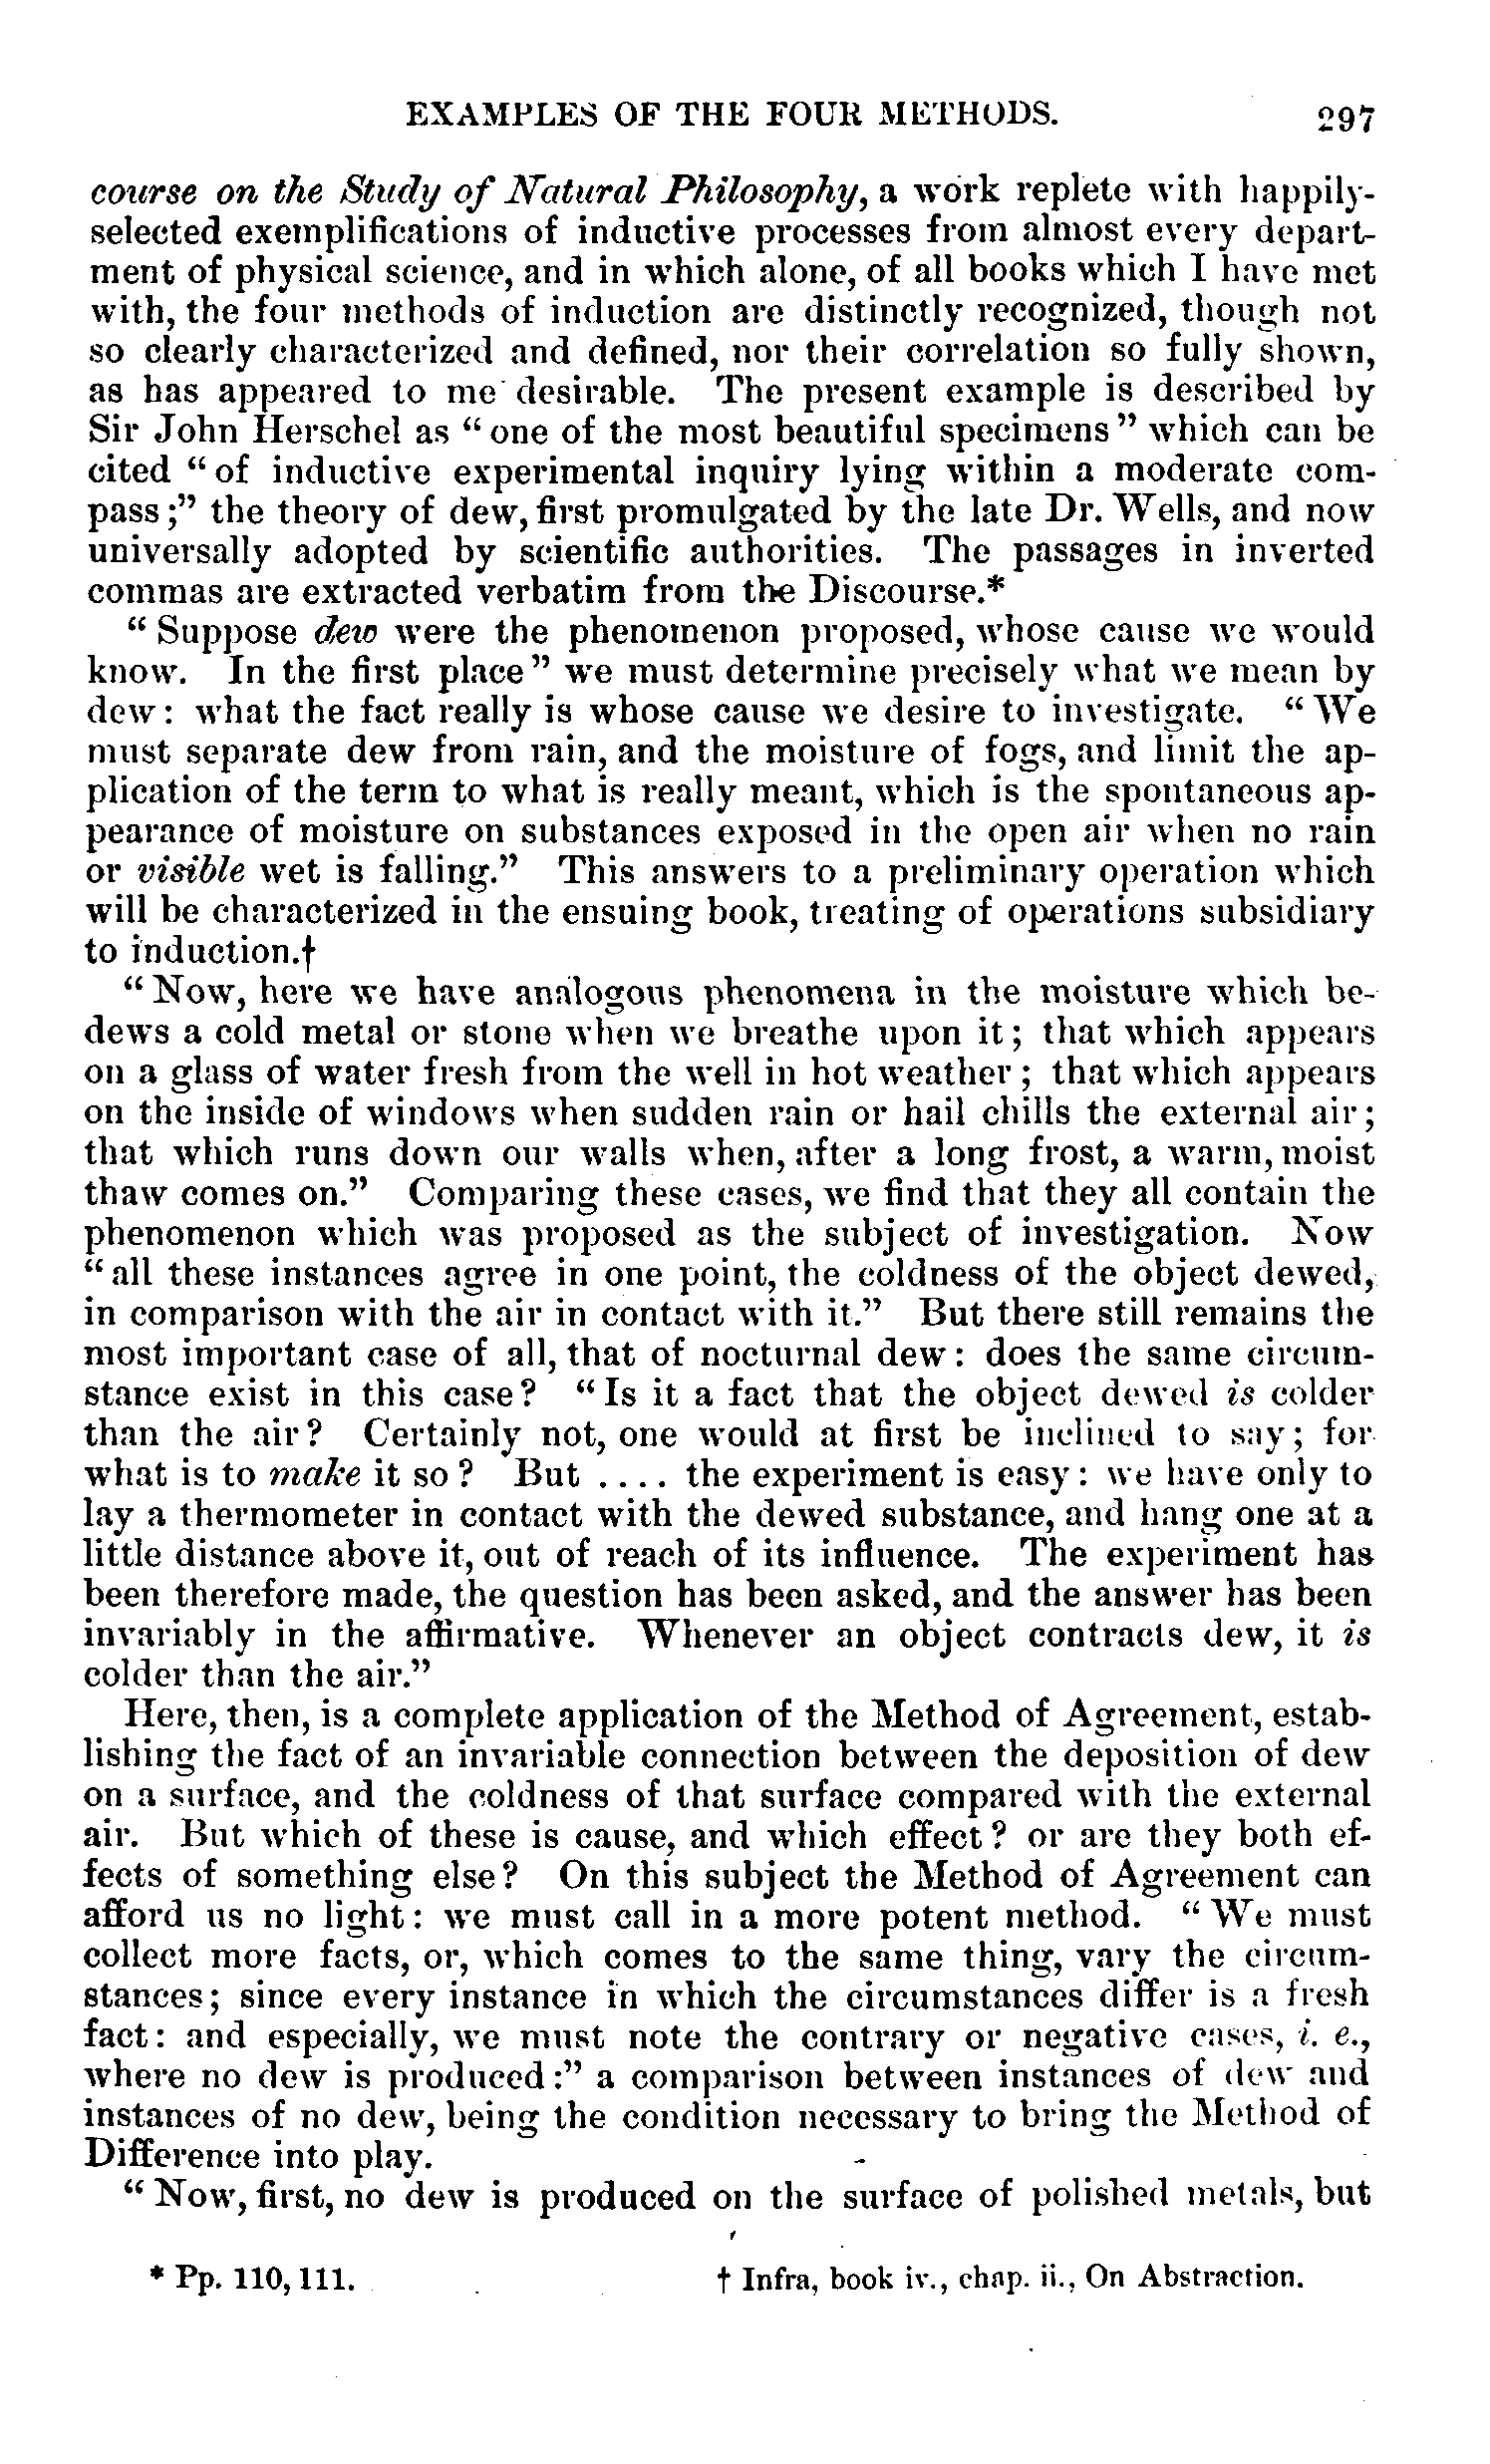 EXAMPLES OF THE FOUR METHODS. 297
course on the Study of Natural Philosophy, a work replete with happily-
selected exemplifications of inductive processes from almost every depart-
ment of physical science, and in which alone, of all books which I have met
with, the four methods of induction are distinctly recognized, though not
so clearly characterized and defined, nor their correlation so fully shown,
as has appeared to me desirable. The present example is described by
Sir John Herschel as “one of the most beautiful specimens” which can be
cited “of inductive experimental inquiry lying within a moderate com-
pass;” the theory of dew, first promulgated by the late Dr. Wells, and now
universally adopted by scientific authorities. The passages in inverted
commas are extracted verbatim from the Discourse.*
“Suppose dew were the phenomenon proposed, whose cause we would
know. In the first place” we must determine precisely what we mean by
dew: what the fact really is whose cause we desire to investigate. “We
must separate dew from rain, and the moisture of fogs, and limit the ap-
plication of the term to what is really meant, which is the spontaneous ap-
pearance of moisture on substances exposed in the open air when no rain
or visible wet is falling.” This answers to a preliminary operation which
will be characterized in the ensuing book, treating of operations subsidiary
to induction.†
“Now, here we have analogous phenomena in the moisture which be-
dews a cold metal or stone when we breathe upon it; that which appears
on a glass of water fresh from the well in hot weather; that which appears
on the inside of windows when sudden rain or hail chills the external air;
that which runs down our walls when, after a long frost, a warm, moist
thaw comes on.” Comparing these cases, we find that they all contain the
phenomenon which was proposed as the subject of investigation. Now
“all these instances agree in one point, the coldness of the object dewed,
in comparison with the air in contact with it.” But there still remains the
most important case of all, that of nocturnal dew: does the same circum-
stance exist in this case? “Is it a fact that the object dewed is colder
than the air? Certainly not, one would at first be inclined to say; for
what is to make it so? But .... the experiment is easy: we have only to
lay a thermometer in contact with the dewed substance, and hang one at a
little distance above it, out of reach of its influence. The experiment has
been therefore made, the question has been asked, and the answer has been
invariably in the affirmative. Whenever an object contracts dew, it is
colder than the air.”
Here, then, is a complete application of the Method of Agreement, estab-
lishing the fact of an invariable connection between the deposition of dew
on a surface, and the coldness of that surface compared with the external
air. But which of these is cause, and which effect? or are they both ef-
fects of something else? On this subject the Method of Agreement can
afford us no light: we must call in a more potent method. “We must
collect more facts, or, which comes to the same thing, vary the circum-
stances; since every instance in which the circumstances differ is a fresh
fact: and especially, we must note the contrary or negative cases, i. e.,
where no dew is produced:” a comparison between instances of dew and
instances of no dew, being the condition necessary to bring the Method of
Difference into play.
“Now, first, no dew is produced on the surface of polished metals, but
* Pp. 110, 111. † Infra, book iv., chap. ii., On Abstraction.